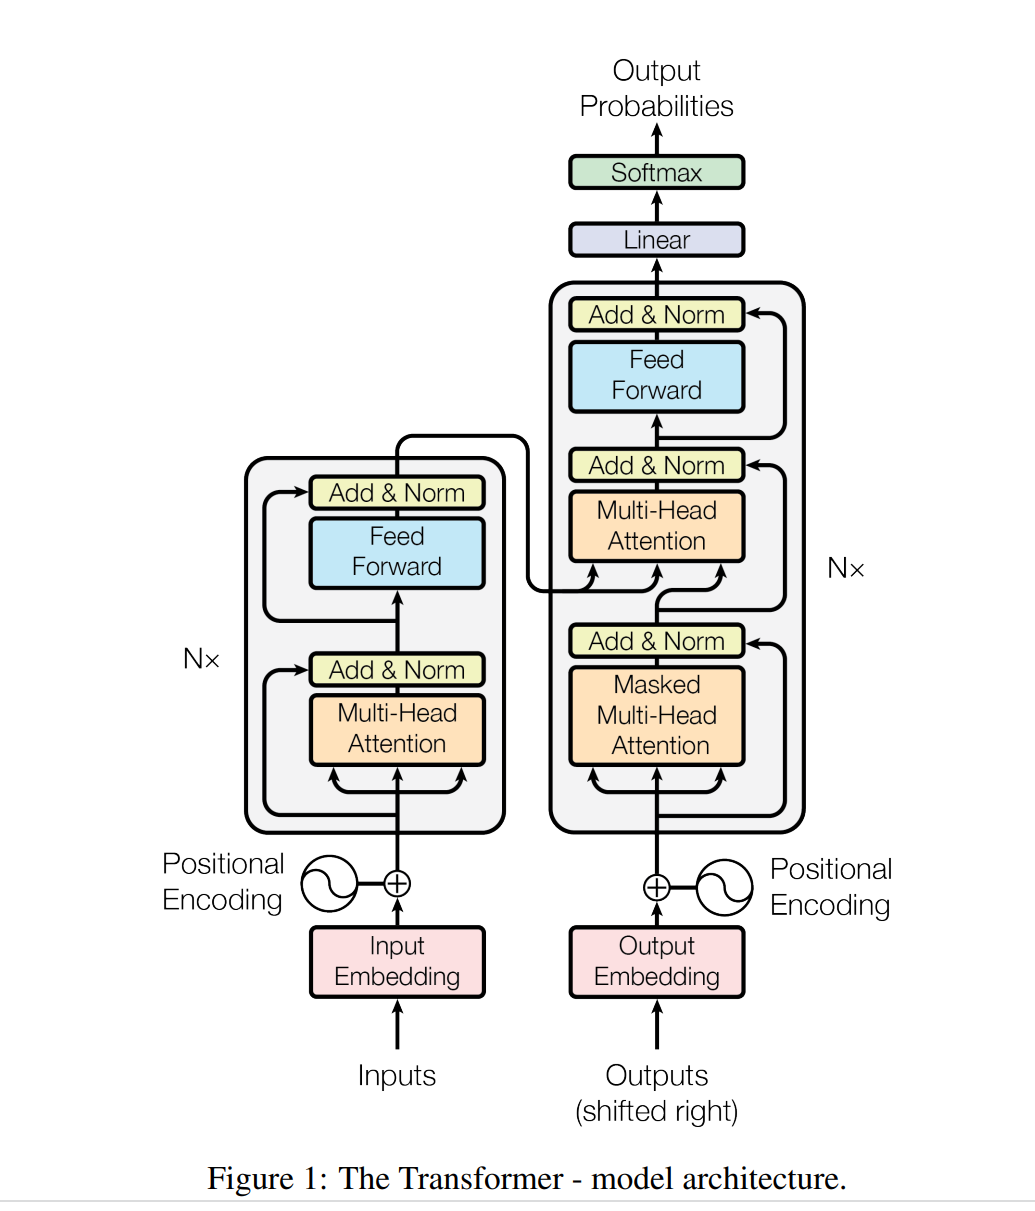 Output
Probabilities
Softmax
Linear
Add & Norm
Feed
Forward
Add & Norm
Multi-Head
Attention
N×
Add & Norm
Masked
Multi-Head
Attention
Add & Norm
Feed
Forward
N×
Add & Norm
Multi-Head
Attention
Positional
Encoding
Positional
Encoding
Input
Embedding
Output
Embedding
Inputs
Outputs
(shifted right)
Figure 1: The Transformer - model architecture.